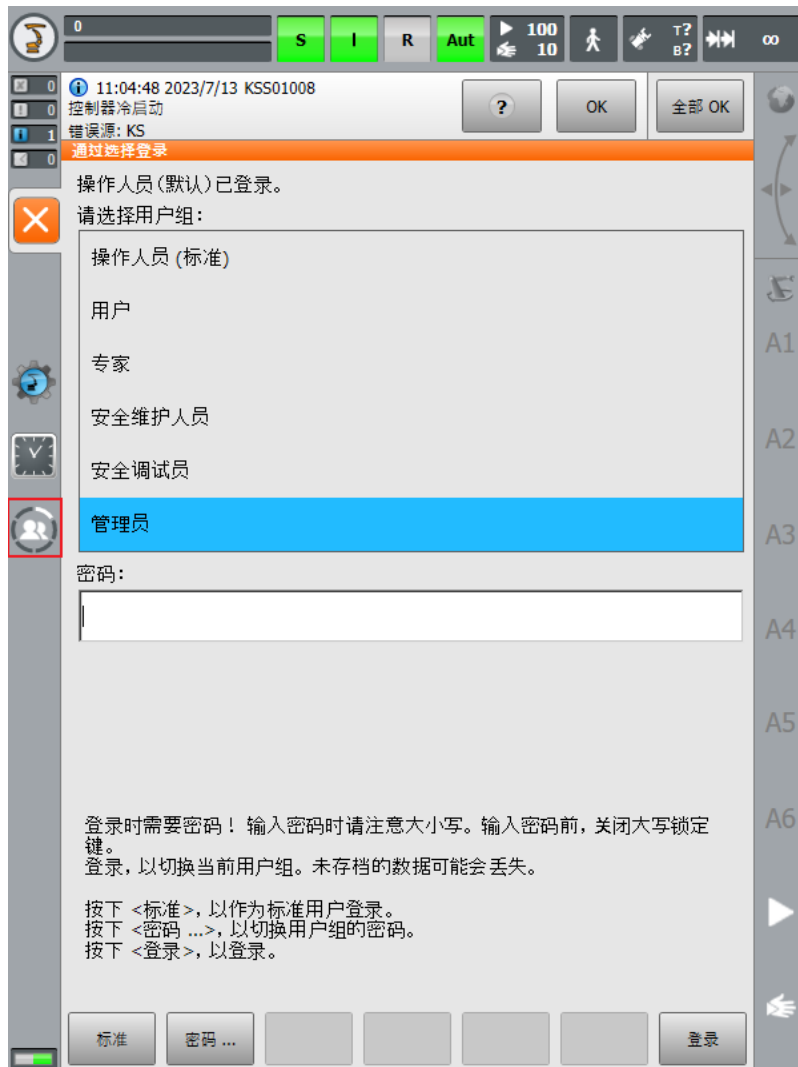 0
S I R Aut 100 10 T? B? ∞
0 11:04:48 2023/7/13 KSS01008
0 控制器冷启动 ? OK 全部 OK
1 错误源: KS
0 通过选择登录
操作人员(默认)已登录。
请选择用户组:
操作人员 (标准)
用户
专家
安全维护人员
安全调试员
管理员
密码:
A1
A2
A3
A4
A5
A6
登录时需要密码! 输入密码时请注意大小写。输入密码前, 关闭大写锁定
键。
登录, 以切换当前用户组。未存档的数据可能会丢失。
按下 <标准>, 以作为标准用户登录。
按下 <密码 ...>, 以切换用户组的密码。
按下 <登录>, 以登录。
标准 密码 ... 登录